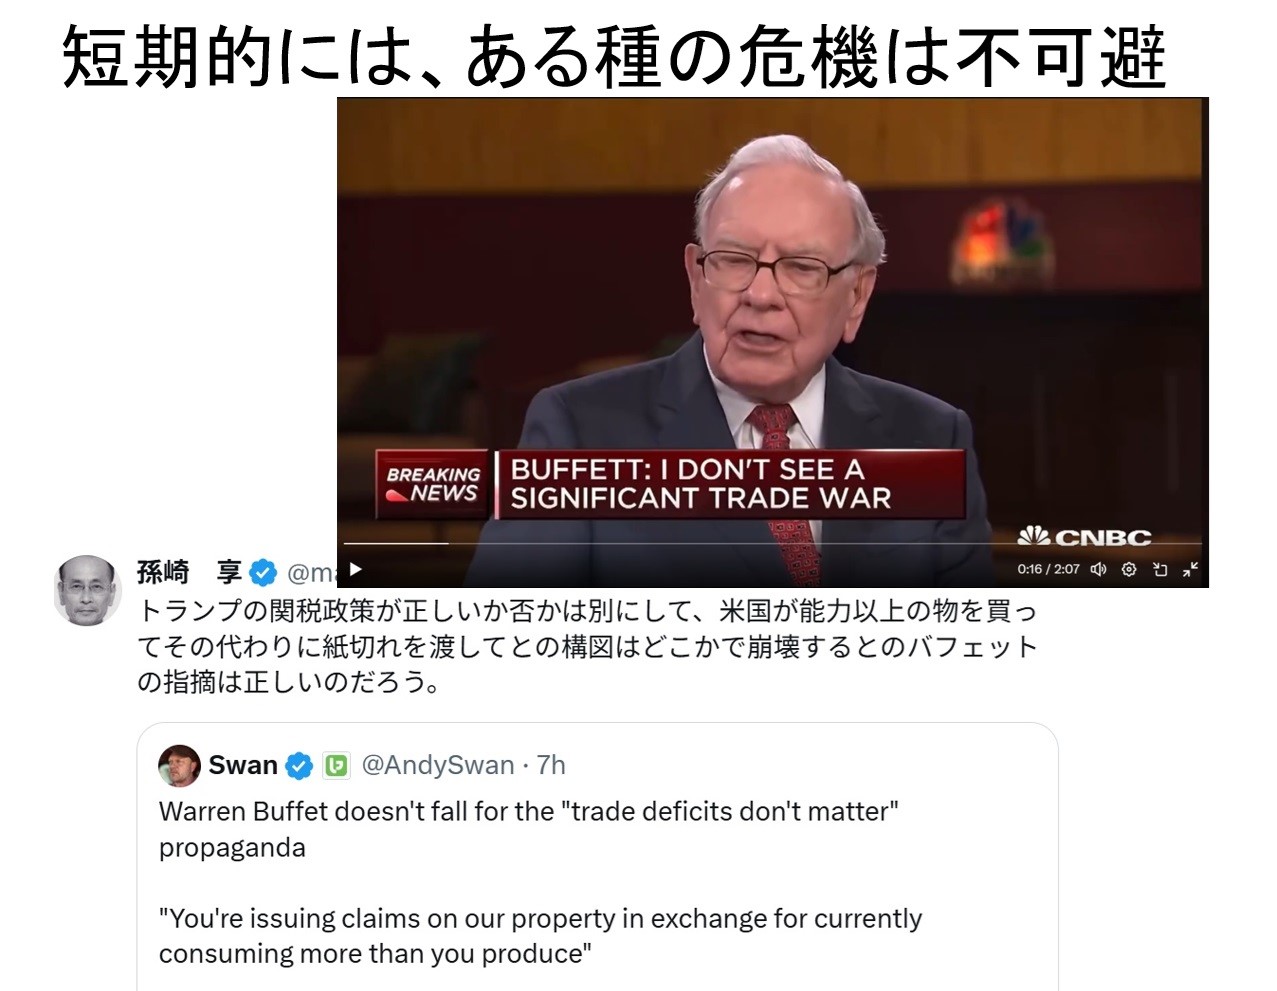 短期的には、ある種の危機は不可避
BREAKING
NEWS
BUFFETT: I DON'T SEE A
SIGNIFICANT TRADE WAR
CNBC
0:16 / 2:07
孫崎　享 @ma
トランプの関税政策が正しいか否かは別にして、米国が能力以上の物を買っ
てその代わりに紙切れを渡してとの構図はどこかで崩壊するとのバフェット
の指摘は正しいのだろう。
Swan @AndySwan · 7h
Warren Buffet doesn't fall for the "trade deficits don't matter"
propaganda
"You're issuing claims on our property in exchange for currently
consuming more than you produce"